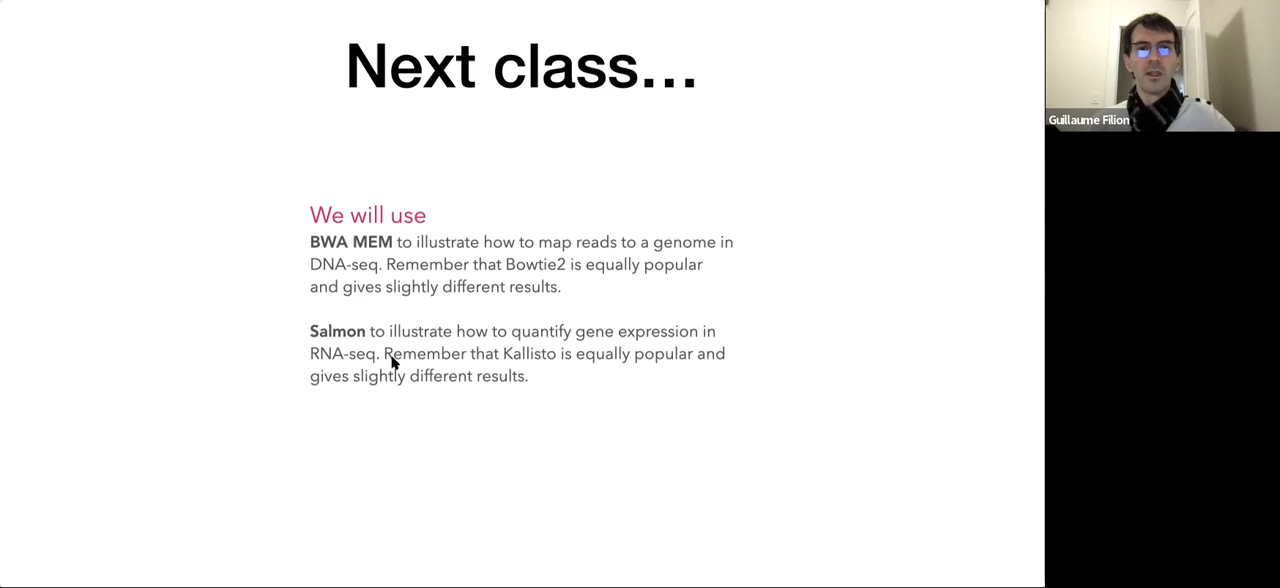 Next class...
We will use
BWA MEM to illustrate how to map reads to a genome in
DNA-seq. Remember that Bowtie2 is equally popular
and gives slightly different results.
Salmon to illustrate how to quantify gene expression in
RNA-seq. Remember that Kallisto is equally popular and
gives slightly different results.
Guillaume Filion